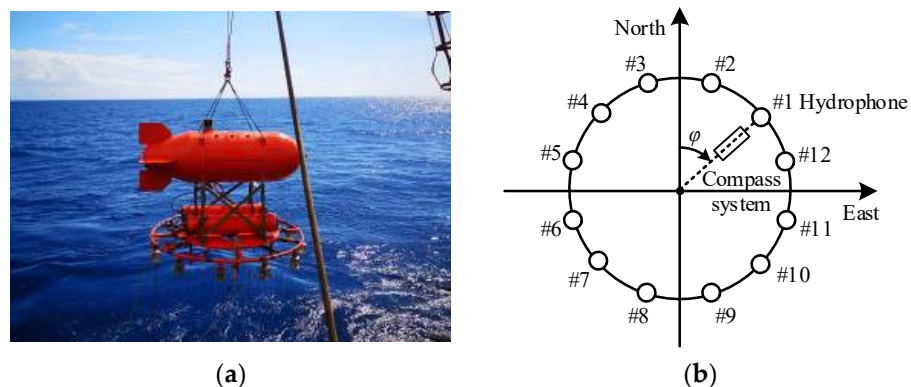 North
#3
#2
#4
#1 Hydrophone
φ
#5
#12
Compass
system
East
#6
#11
#7
#10
#8
#9
(a)
(b)